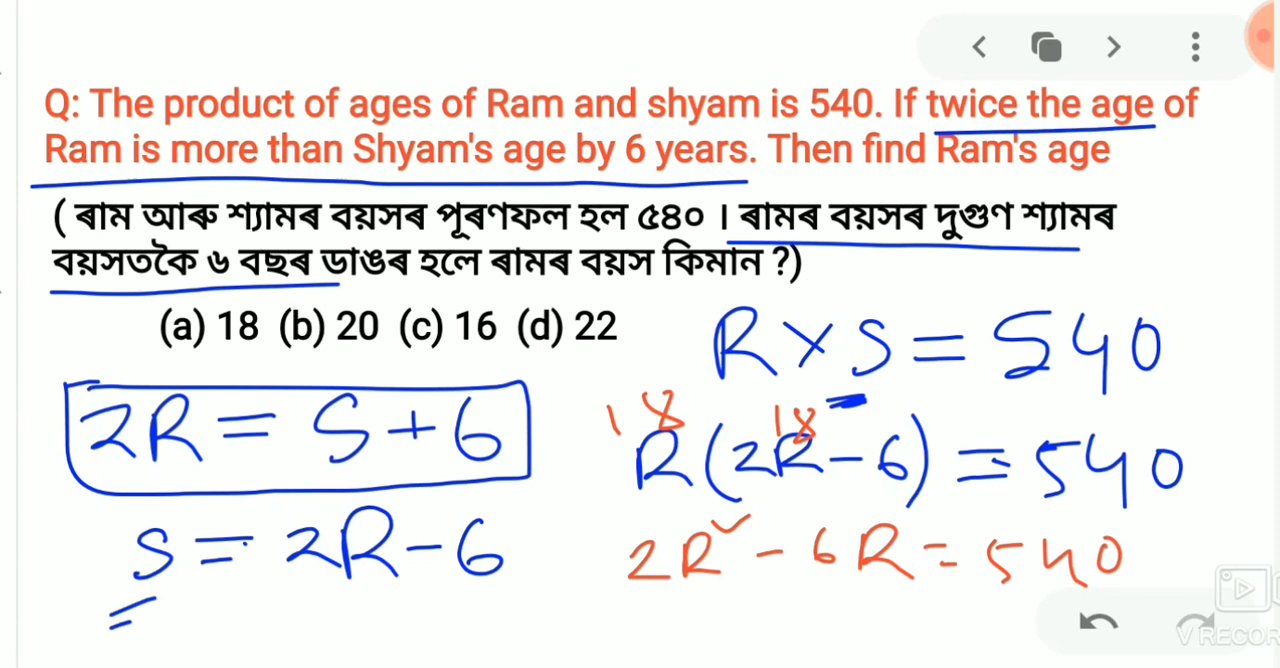 Q: The product of ages of Ram and shyam is 540. If twice the age of
Ram is more than Shyam's age by 6 years. Then find Ram's age
( ৰাম আৰু শ্যামৰ বয়সৰ পূৰণফল হল ৫৪০ । ৰামৰ বয়সৰ দুগুণ শ্যামৰ
বয়সতকৈ ৬ বছৰ ডাঙৰ হলে ৰামৰ বয়স কিমান ?)
(a) 18 (b) 20 (c) 16 (d) 22
R × S = 540
2R = S + 6
18 18
R(2R - 6) = 540
S = 2R - 6
2R² - 6R = 540
V RECOR